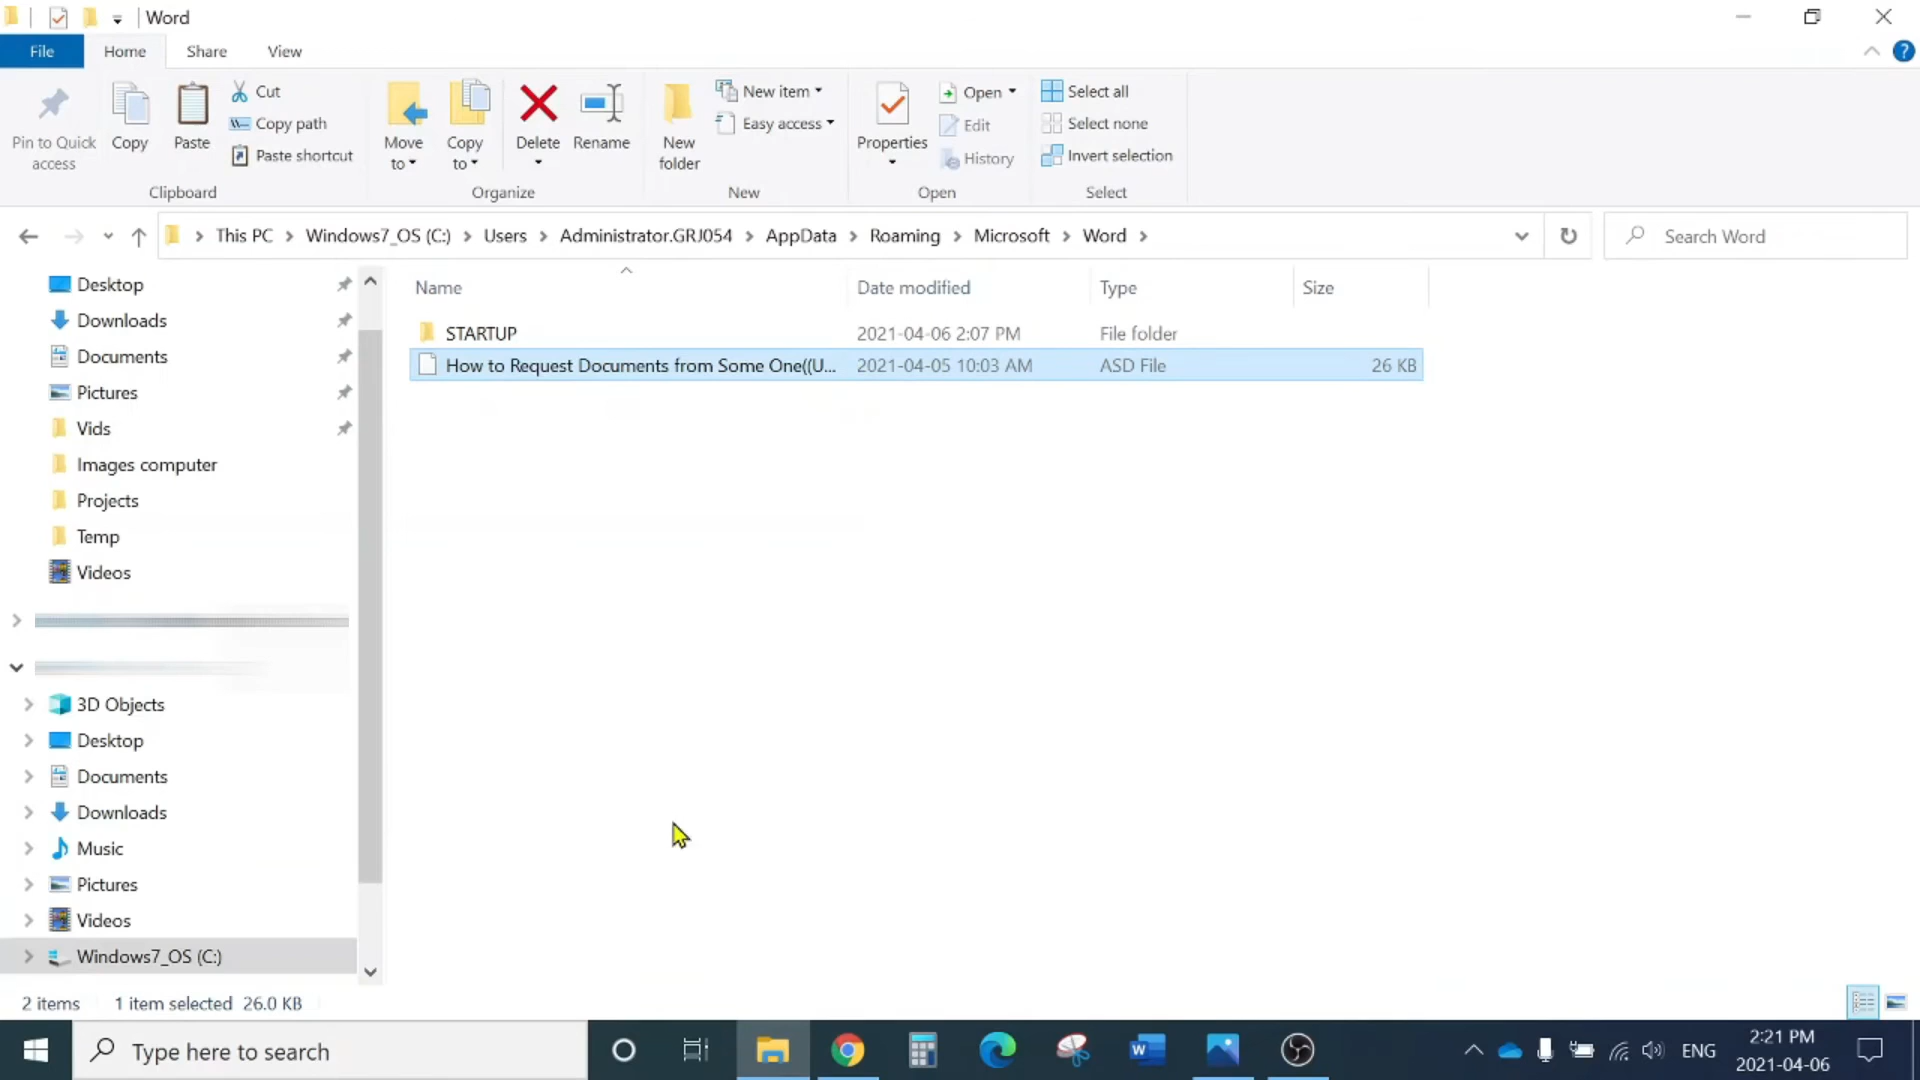 Word
File Home Share View
Pin to Quick access
Copy
Paste
Cut
Copy path
Paste shortcut
Clipboard
Move to
Copy to
Delete
Rename
Organize
New folder
New item
Easy access
New
Properties
Open
Edit
History
Open
Select all
Select none
Invert selection
Select
This PC Windows7_OS (C:) Users Administrator.GRJ054 AppData Roaming Microsoft Word
Search Word
Desktop
Downloads
Documents
Pictures
Vids
Images computer
Projects
Temp
Videos
3D Objects
Desktop
Documents
Downloads
Music
Pictures
Videos
Windows7_OS (C:)
Name Date modified Type Size
STARTUP 2021-04-06 2:07 PM File folder
How to Request Documents from Some One((U... 2021-04-05 10:03 AM ASD File 26 KB
2 items 1 item selected 26.0 KB
Type here to search
ENG
2:21 PM
2021-04-06